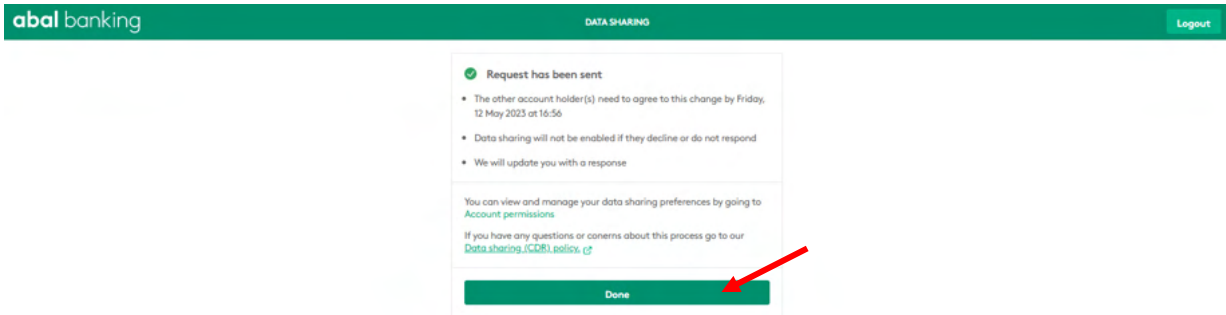 abal banking
DATA SHARING
Logout
Request has been sent
• The other account holder(s) need to agree to this change by Friday,
12 May 2023 at 16:56
• Data sharing will not be enabled if they decline or do not respond
• We will update you with a response
You can view and manage your data sharing preferences by going to
Account permissions
If you have any questions or conerns about this process go to our
Data sharing (CDR) policy.
Done